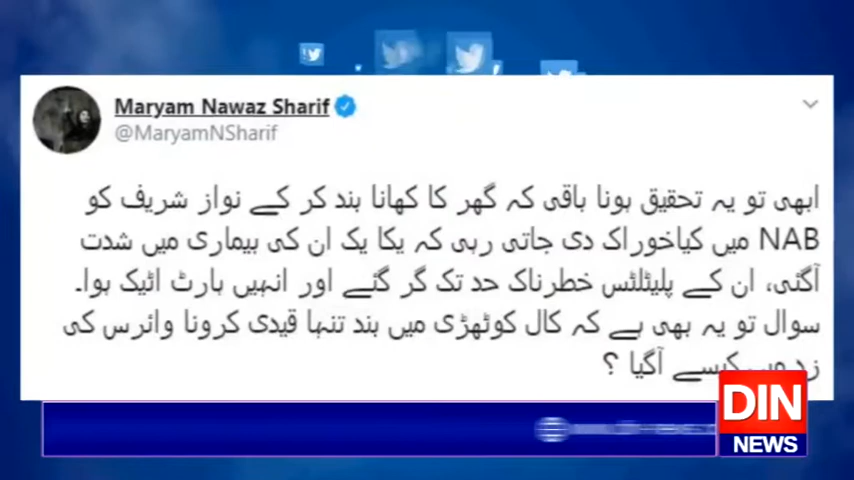 Maryam Nawaz Sharif
@MaryamNSharif
ابھی تو یہ تحقیق ہونا باقی کہ گھر کا کھانا بند کر کے نواز شریف کو
NAB میں کیاخوراک دی جاتی رہی کہ یکا یک ان کی بیماری میں شدت
آگئی، ان کے پلیٹلٹس خطرناک حد تک گر گئے اور انہیں ہارٹ اٹیک ہوا۔
سوال تو یہ بھی ہے کہ کال کوٹھڑی میں بند تنہا قیدی کرونا وائرس کی
زد میں کیسے آگیا ؟
DIN
NEWS